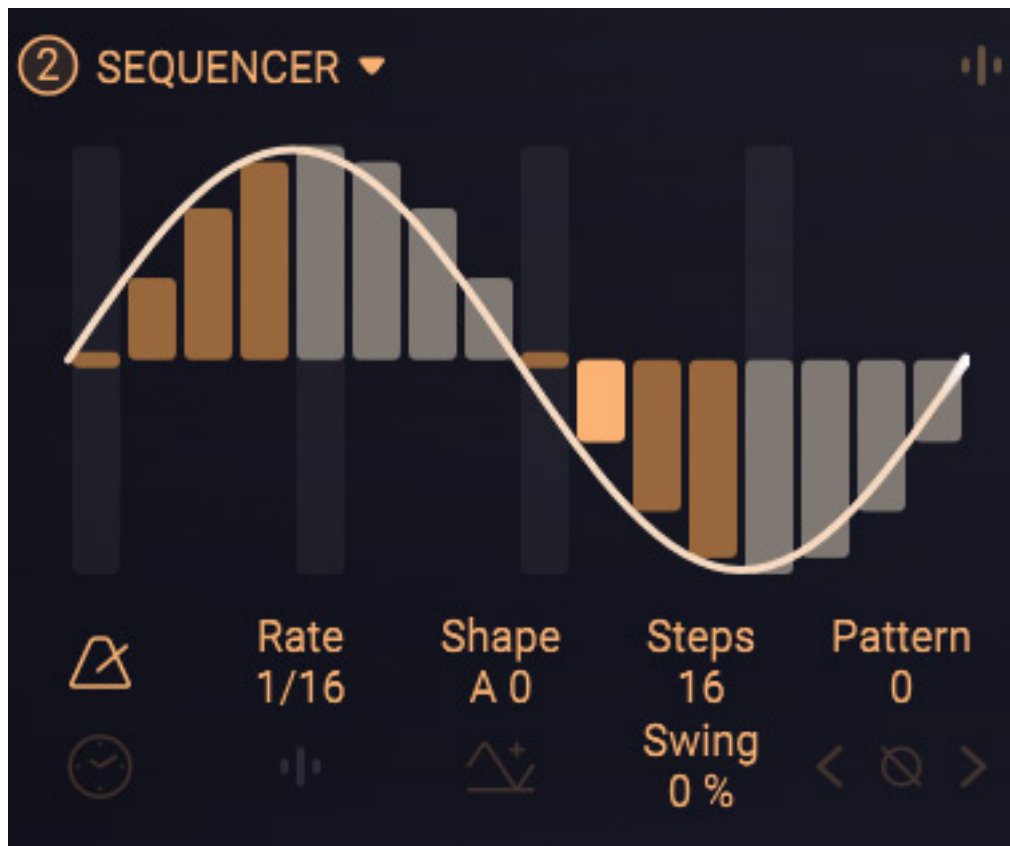 2 SEQUENCER
Rate Shape Steps Pattern
1/16 A 0 16 0
Swing
0 %